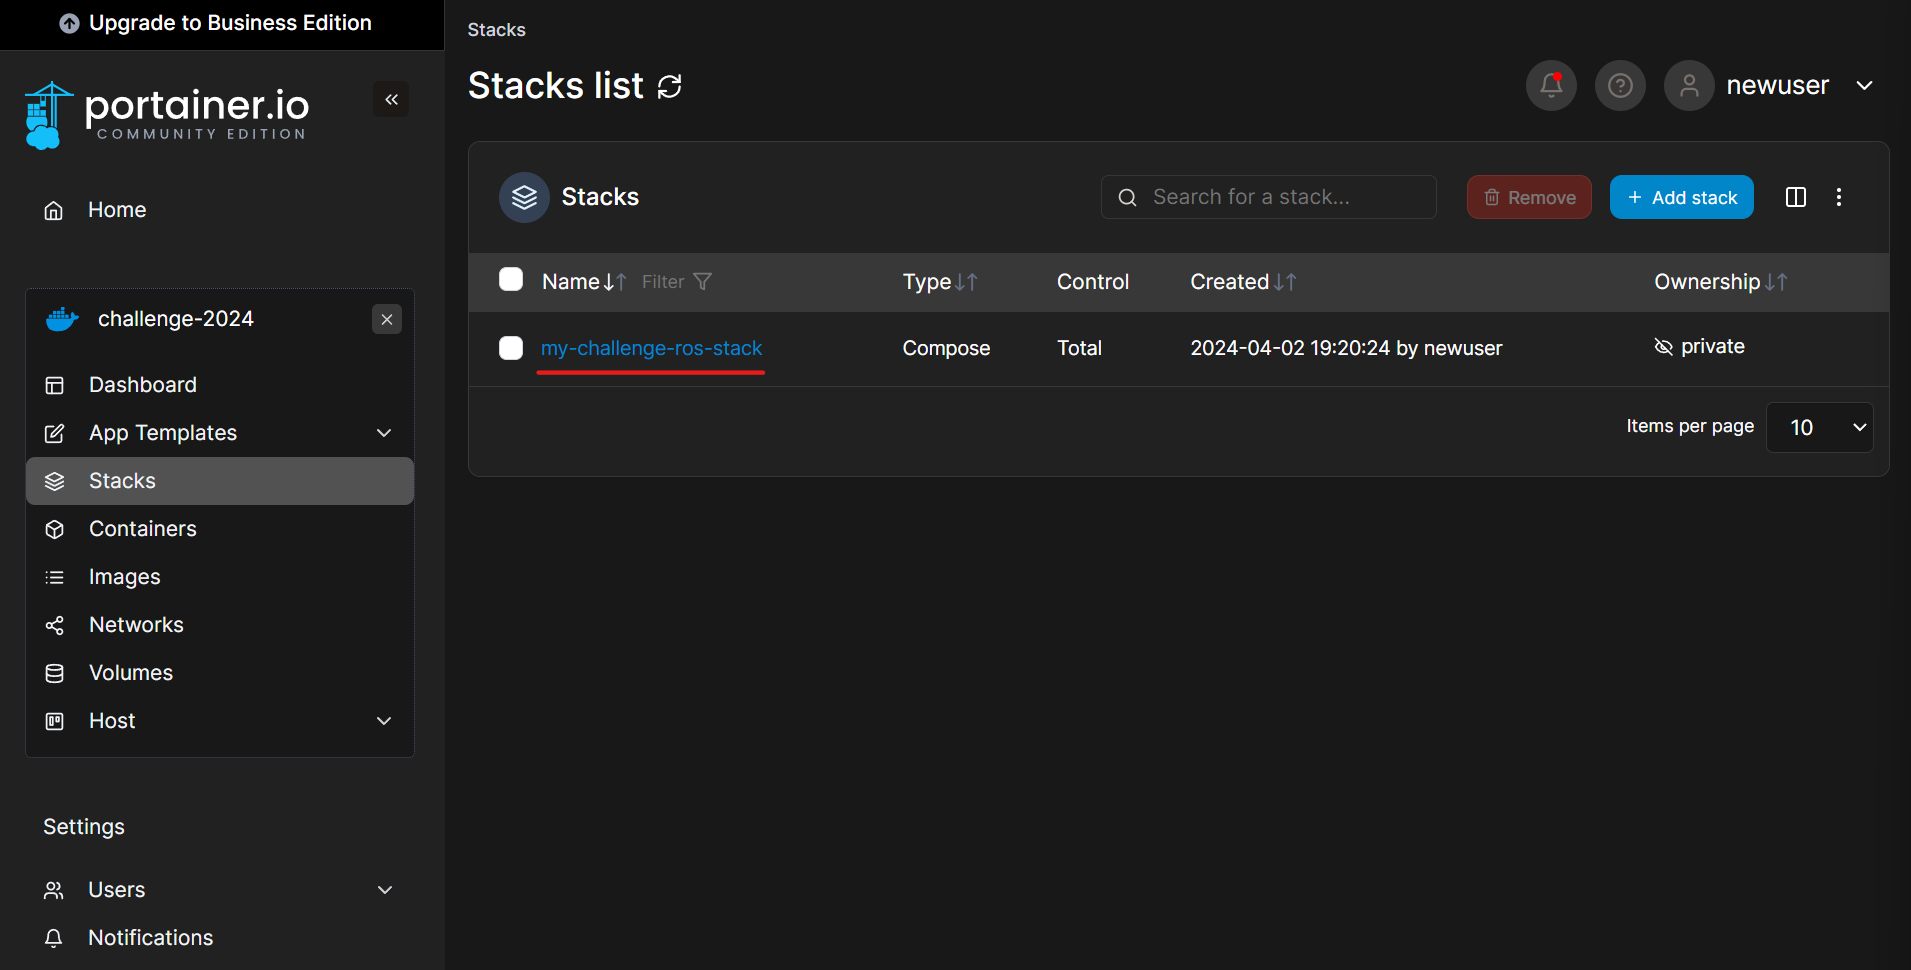 Upgrade to Business Edition
portainer.io
COMMUNITY EDITION
Home
challenge-2024
Dashboard
App Templates
Stacks
Containers
Images
Networks
Volumes
Host
Settings
Users
Notifications
Stacks
Stacks list
newuser
Stacks
Search for a stack...
Remove
+ Add stack
Name Filter Type Control Created Ownership
my-challenge-ros-stack Compose Total 2024-04-02 19:20:24 by newuser private
Items per page 10